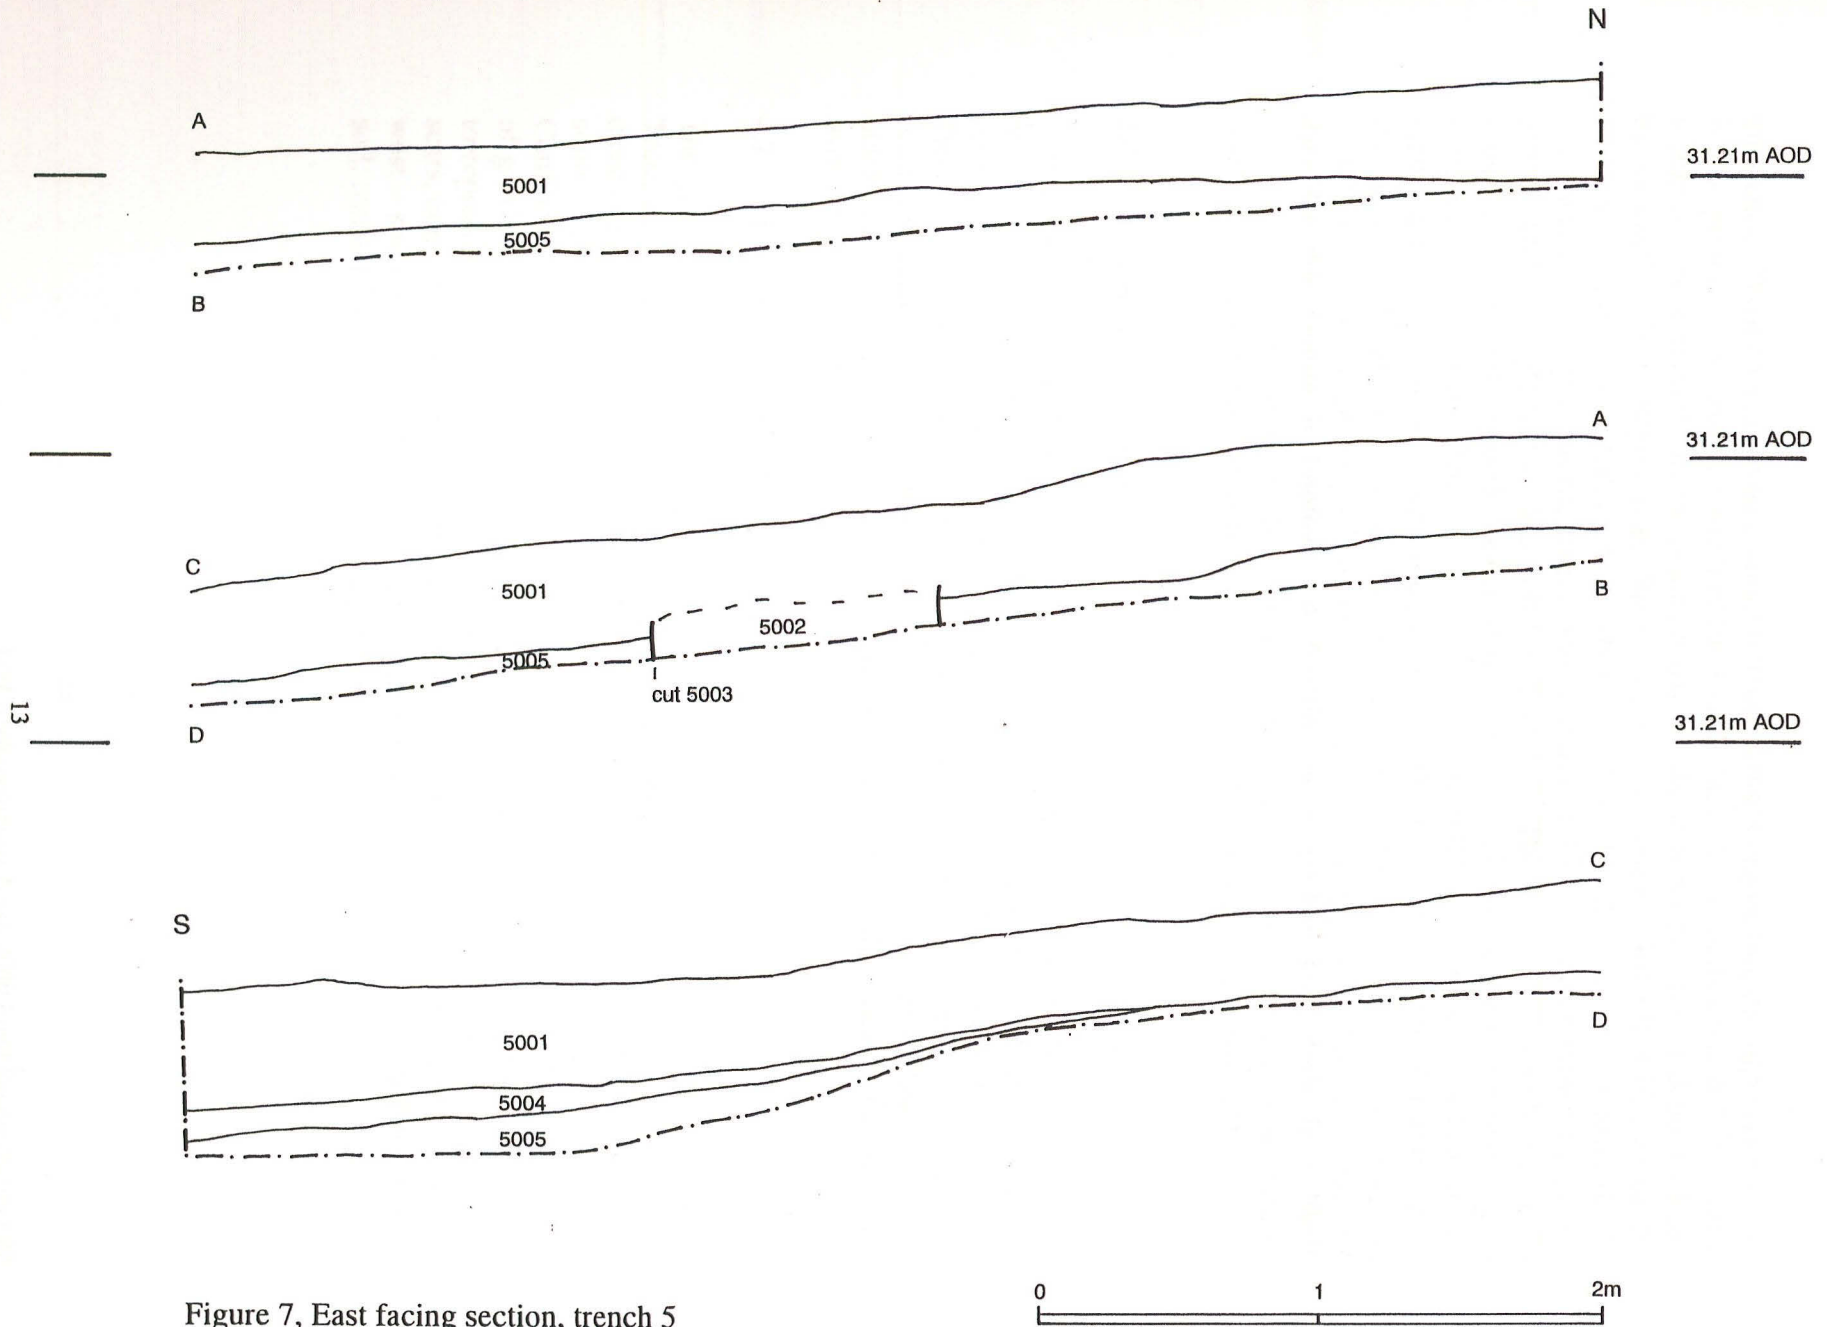 N
A
31.21m AOD
5001
5005
B
A
31.21m AOD
C
5001
B
5002
5005
cut 5003
13
D
31.21m AOD
C
S
D
5001
5004
5005
0 1 2m
Figure 7, East facing section, trench 5